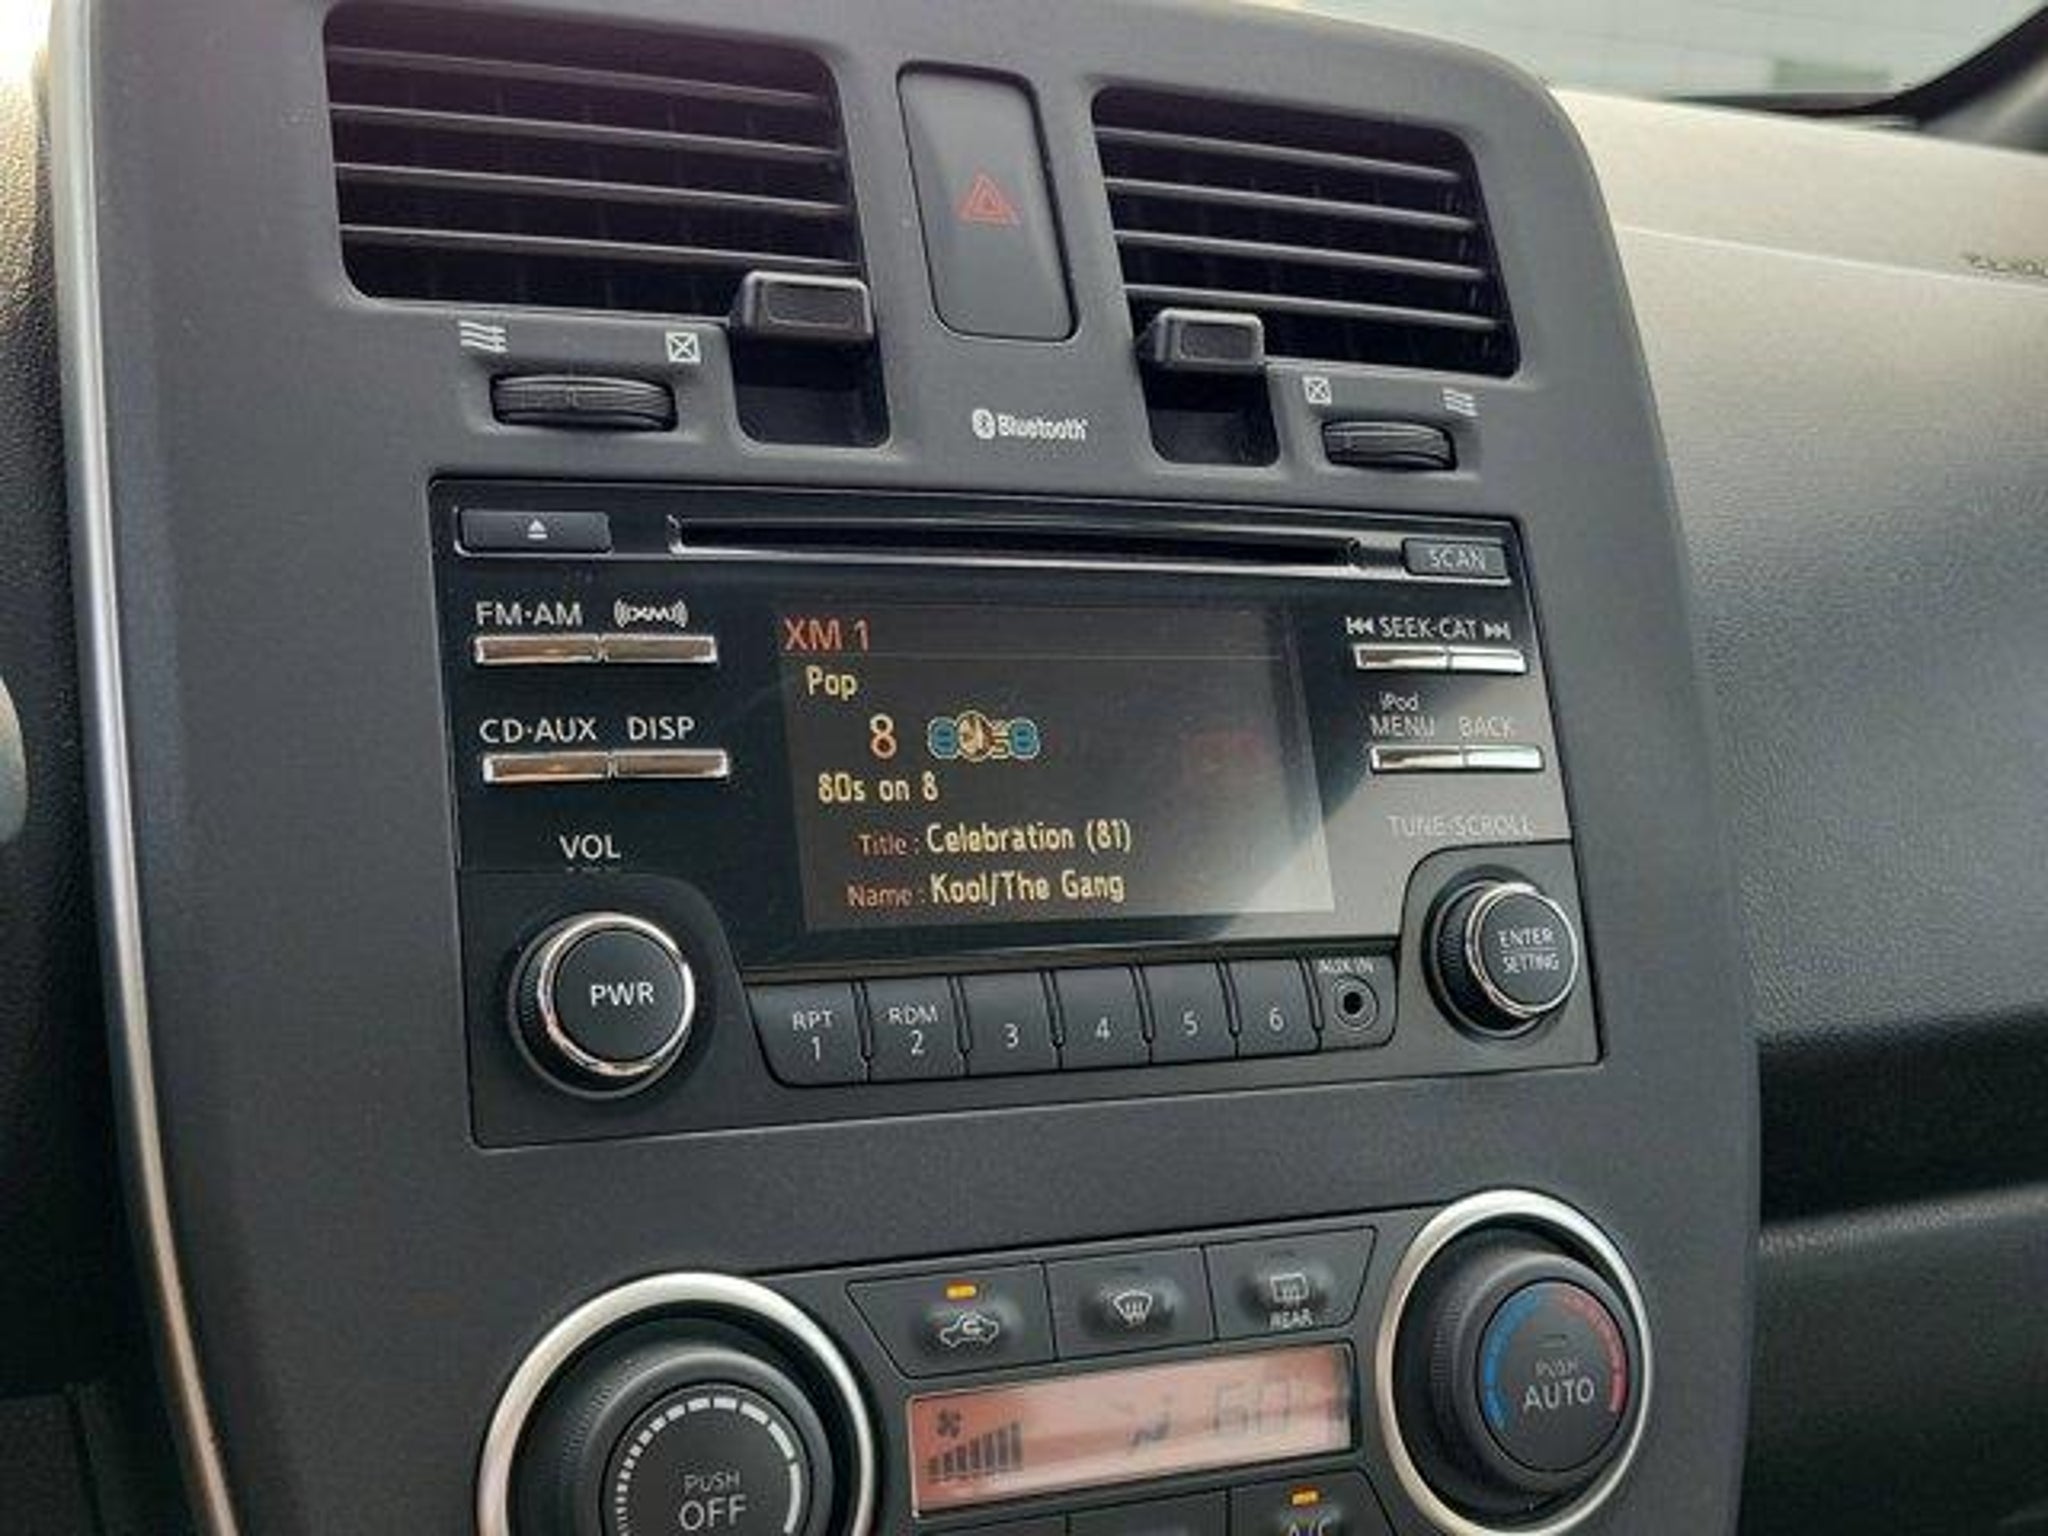 Bluetooth
SCAN
FM·AM
XM
SEEK·CAT
XM 1
Pop
8
80s on 8
Title : Celebration (81)
Name : Kool/The Gang
iPod
MENU BACK
CD·AUX DISP
VOL
TUNE·SCROLL
PWR
ENTER
SETTING
AUX IN
RPT
1
RDM
2
3
4
5
6
REAR
60
PUSH
AUTO
PUSH
OFF
A/C